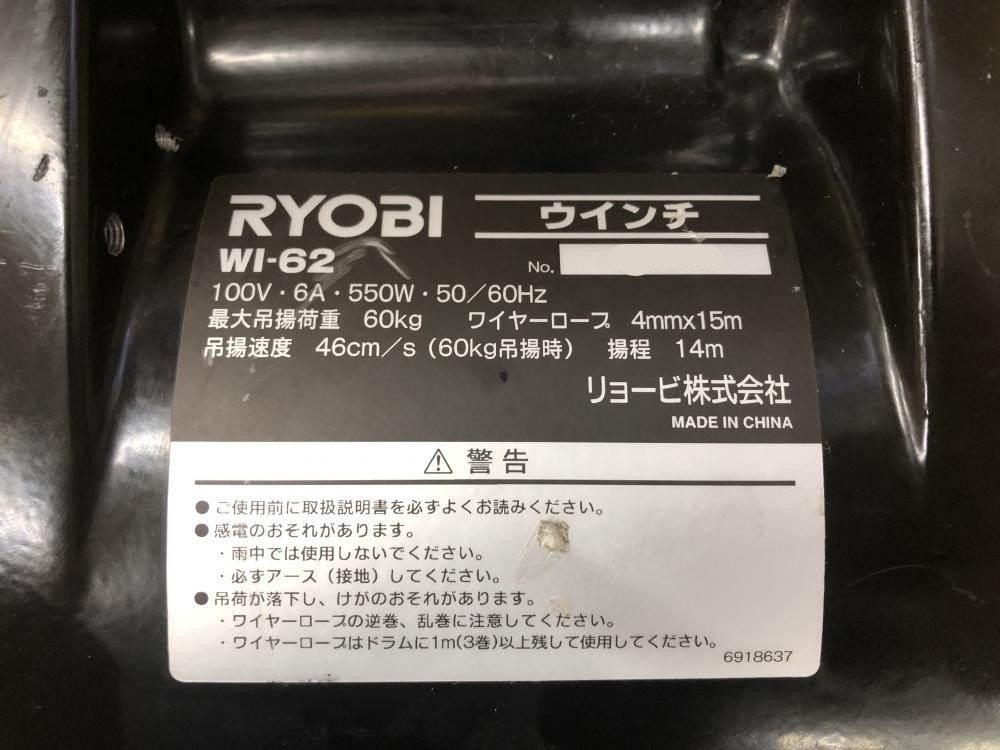 RYOBI ウインチ
WI-62 No.
100V・6A・550W・50/60Hz
最大吊揚荷重 60kg ワイヤーロープ 4mmx15m
吊揚速度 46cm/s（60kg吊揚時） 揚程 14m
リョービ株式会社
MADE IN CHINA
⚠ 警告
●ご使用前に取扱説明書を必ずよくお読みください。
●感電のおそれがあります。
・雨中では使用しないでください。
・必ずアース（接地）してください。
●吊荷が落下し、けがのおそれがあります。
・ワイヤーロープの逆巻、乱巻に注意してください。
・ワイヤーロープはドラムに1m(3巻)以上残して使用してください。
6918637